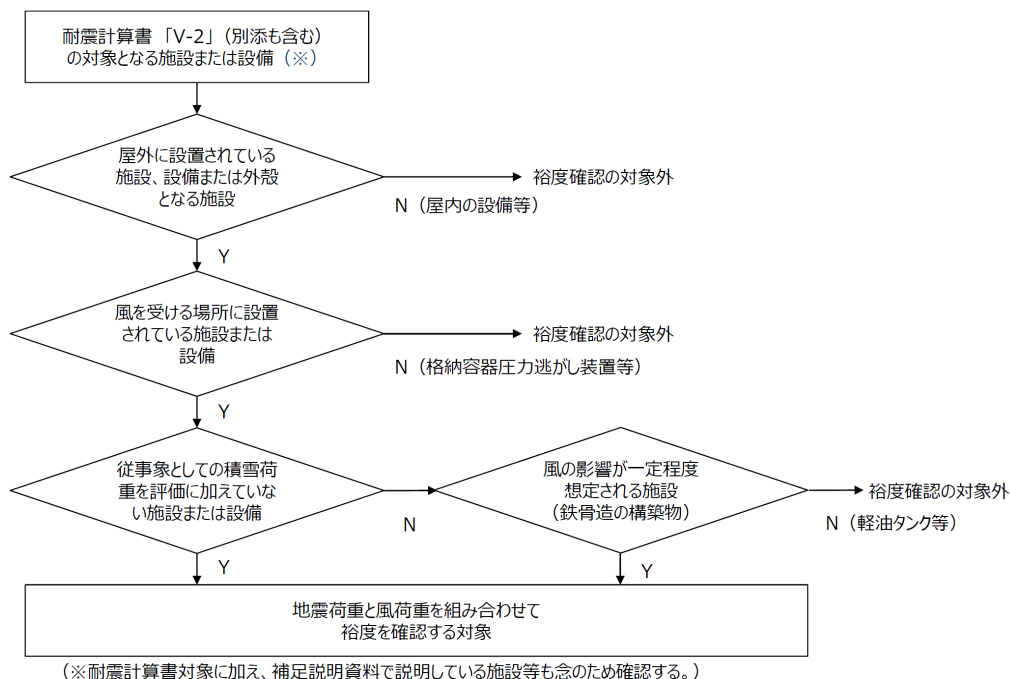 耐震計算書 「V-2」(別添も含む)
の対象となる施設または設備(※)
屋外に設置されている
施設、設備または外殻
となる施設
裕度確認の対象外
N(屋内の設備等)
Y
風を受ける場所に設置
されている施設または
設備
裕度確認の対象外
N(格納容器圧力逃がし装置等)
Y
従事象としての積雪荷
重を評価に加えていな
い施設または設備
N
風の影響が一定程度
想定される施設
(鉄骨造の構築物)
裕度確認の対象外
N(軽油タンク等)
Y
Y
地震荷重と風荷重を組み合わせて
裕度を確認する対象
(※耐震計算書対象に加え、補足説明資料で説明している施設等も念のため確認する。)